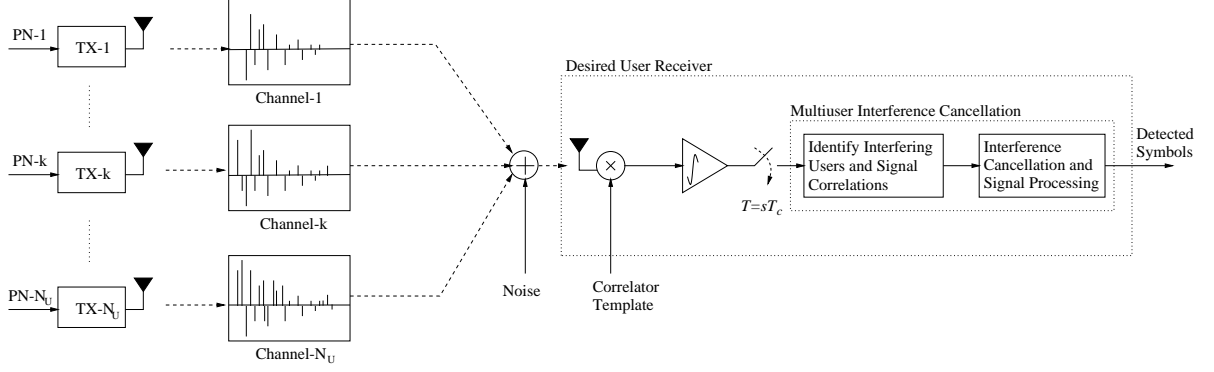 PN-1
TX-1
Channel-1
PN-k
TX-k
Channel-k
PN-N_U
TX-N_U
Channel-N_U
Noise
Desired User Receiver
Correlator
Template
T=sT_c
Multiuser Interference Cancellation
Identify Interfering
Users and Signal
Correlations
Interference
Cancellation and
Signal Processing
Detected
Symbols